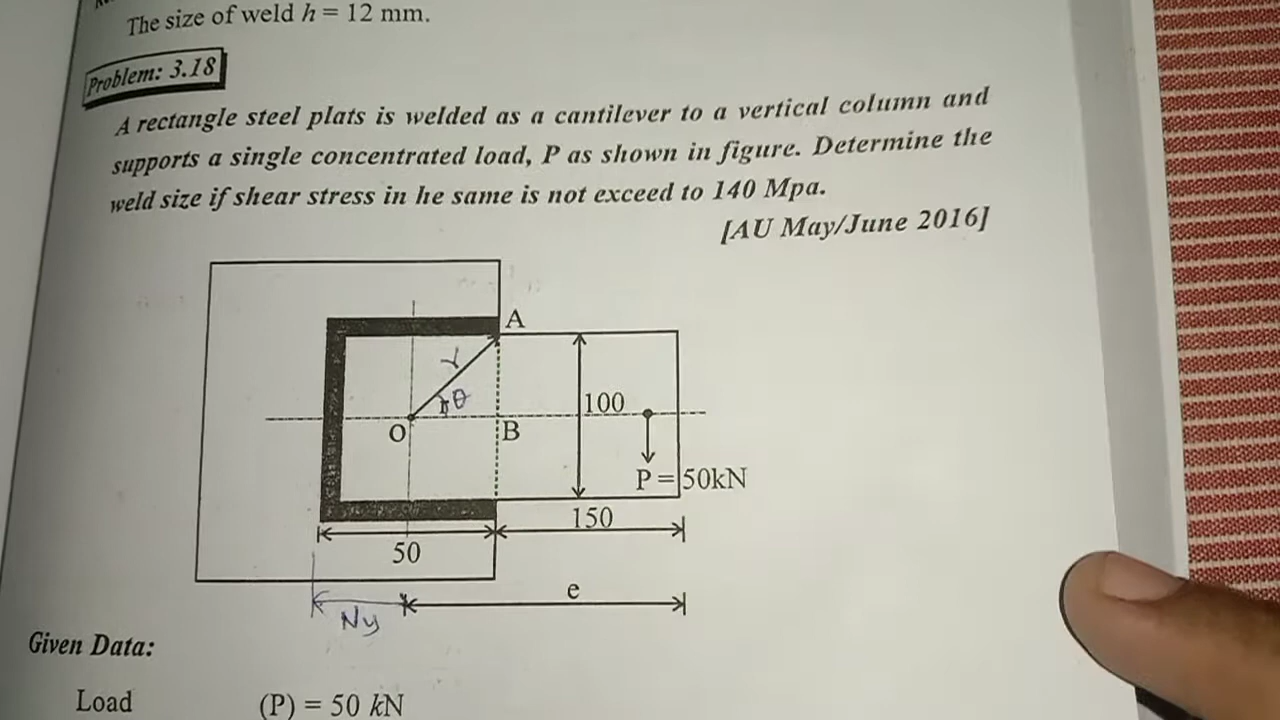 The size of weld h = 12 mm.
Problem: 3.18
A rectangle steel plats is welded as a cantilever to a vertical column and
supports a single concentrated load, P as shown in figure. Determine the
weld size if shear stress in he same is not exceed to 140 Mpa.
[AU May/June 2016]
A
r
θ
100
O
B
P = 50kN
150
50
e
Ny
Given Data:
Load (P) = 50 kN